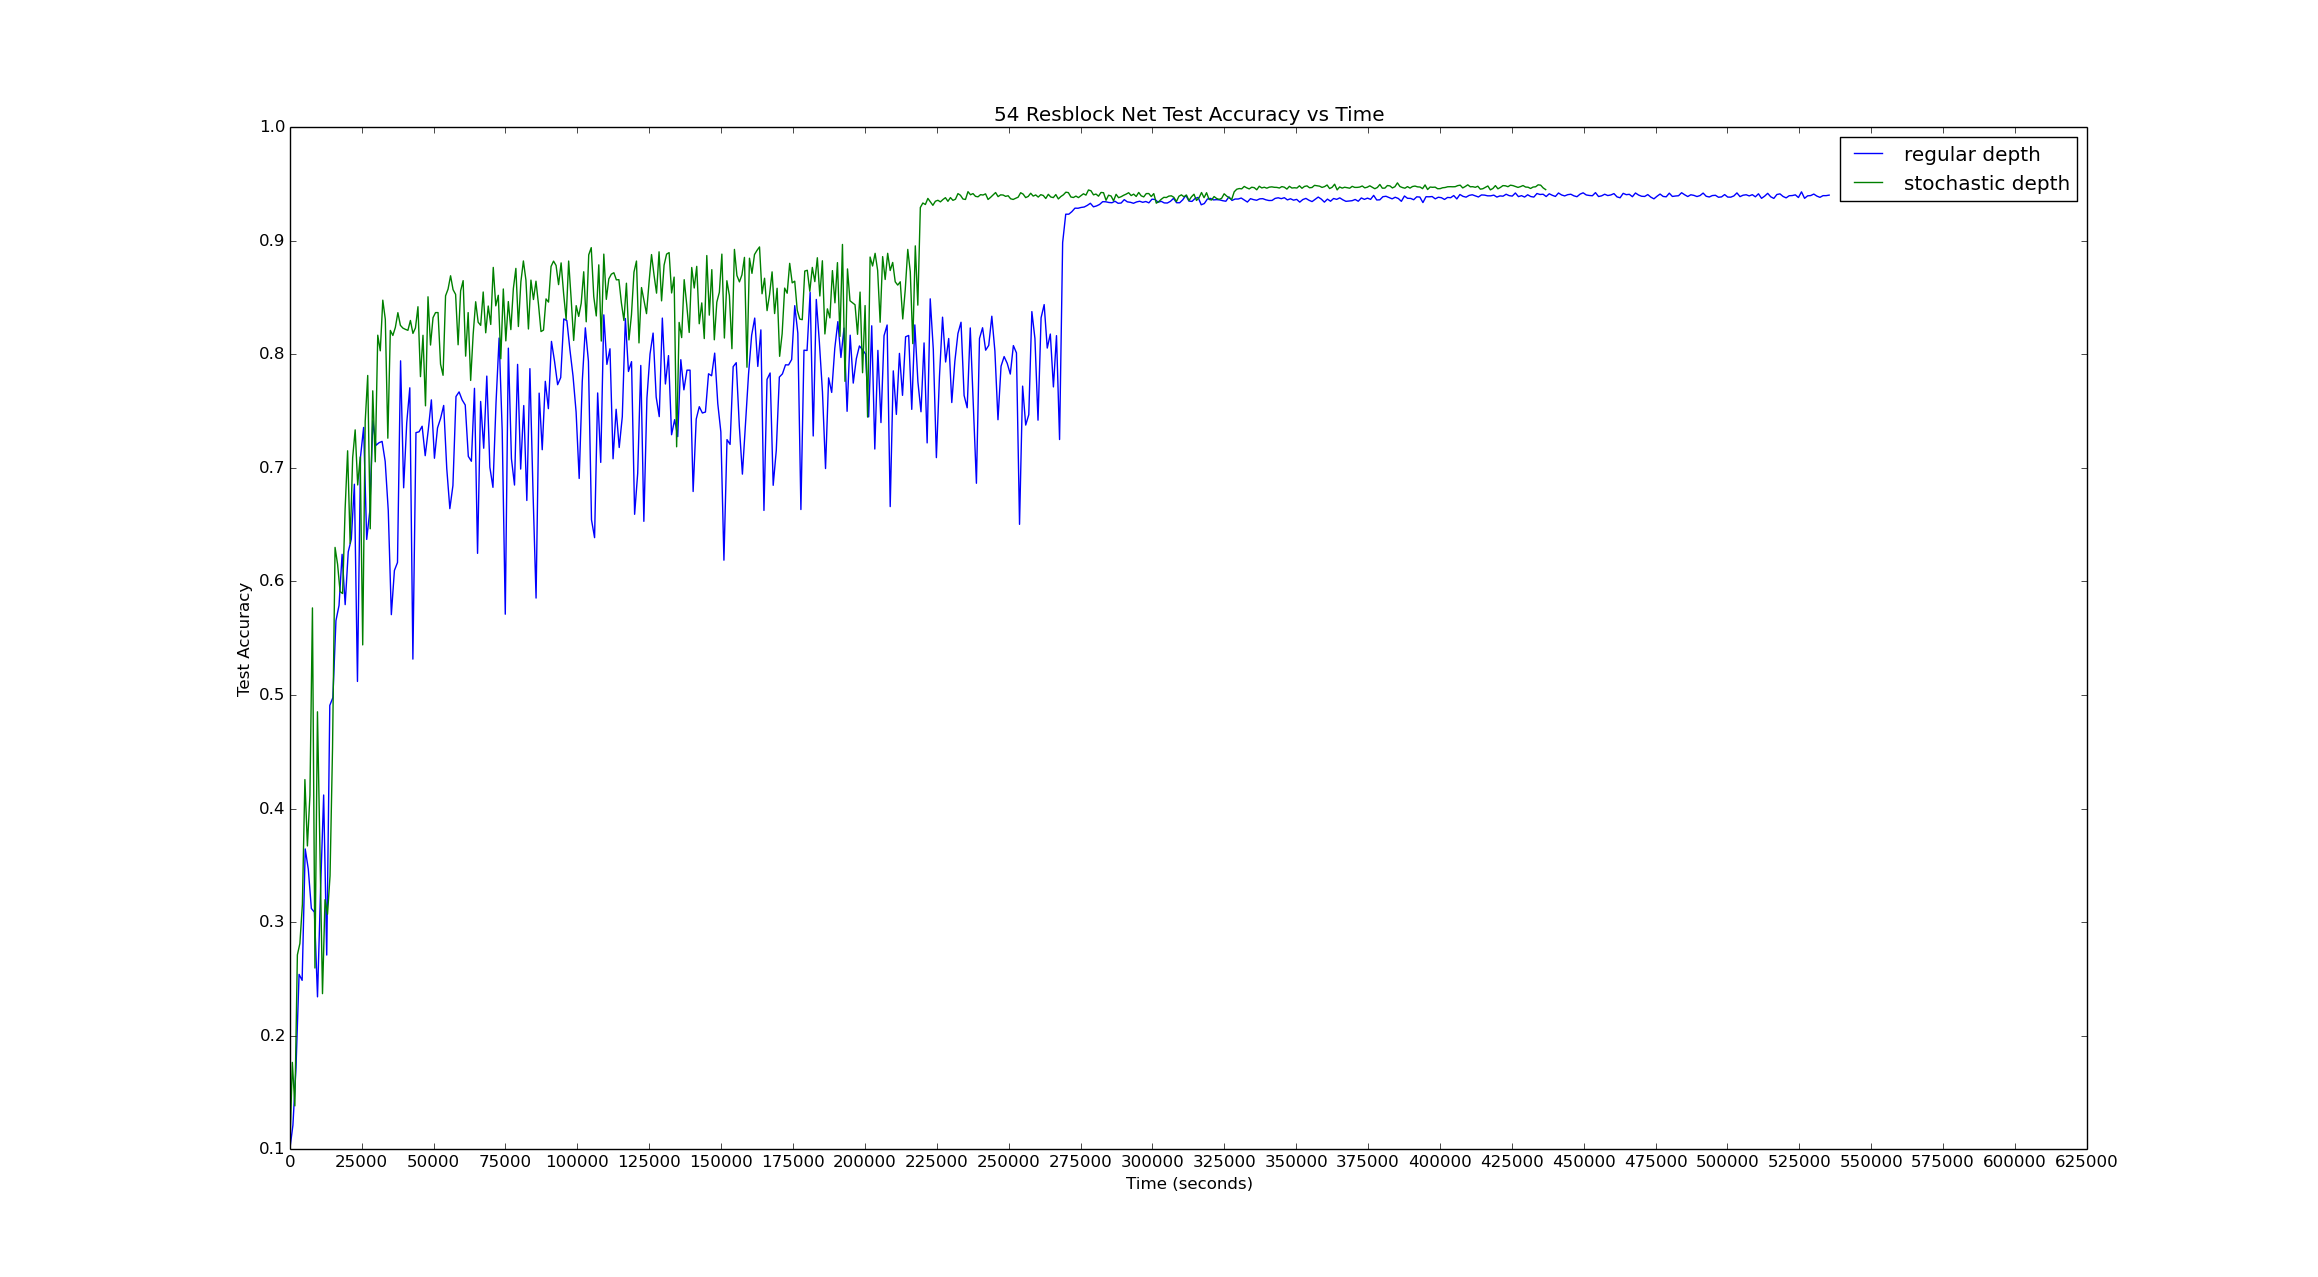 54 Resblock Net Test Accuracy vs Time
1.0
0.9
0.8
0.7
0.6
0.5
0.4
0.3
0.2
0.1
Test Accuracy
regular depth
stochastic depth
0 25000 50000 75000 100000 125000 150000 175000 200000 225000 250000 275000 300000 325000 350000 375000 400000 425000 450000 475000 500000 525000 550000 575000 600000 625000
Time (seconds)